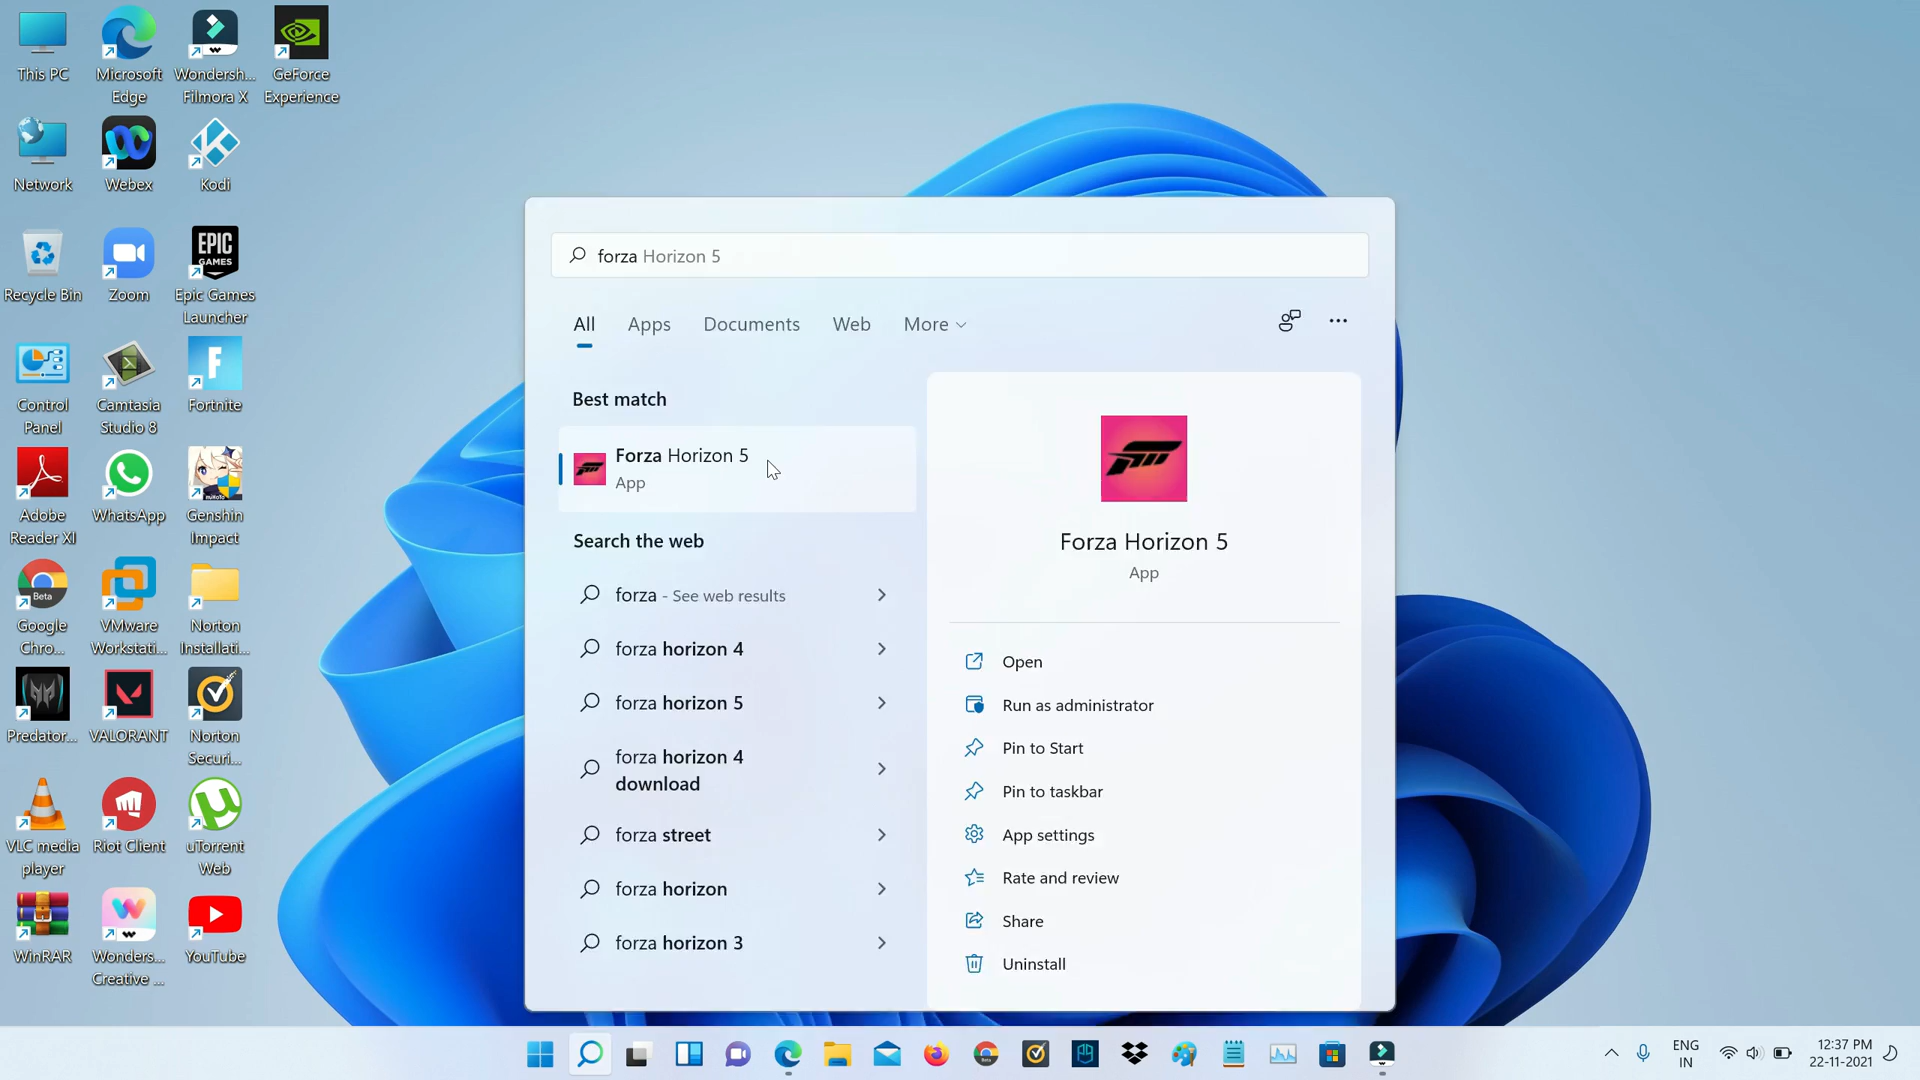 This PC
Microsoft
Edge
Wondersh...
Filmora X
GeForce
Experience
Network
Webex
Kodi
Recycle Bin
Zoom
EPIC
GAMES
Epic Games
Launcher
Control
Panel
Camtasia
Studio 8
Fortnite
Adobe
Reader XI
WhatsApp
Genshin
Impact
Beta
Google
Chro...
VMware
Workstati...
Norton
Installati...
Predator...
VALORANT
Norton
Securi...
VLC media
player
Riot Client
uTorrent
Web
WinRAR
Wonders...
Creative ...
YouTube
forza Horizon 5
All
Apps
Documents
Web
More
Best match
Forza Horizon 5
App
Search the web
forza - See web results
forza horizon 4
forza horizon 5
forza horizon 4
download
forza street
forza horizon
forza horizon 3
Forza Horizon 5
App
Open
Run as administrator
Pin to Start
Pin to taskbar
App settings
Rate and review
Share
Uninstall
ENG
IN
12:37 PM
22-11-2021